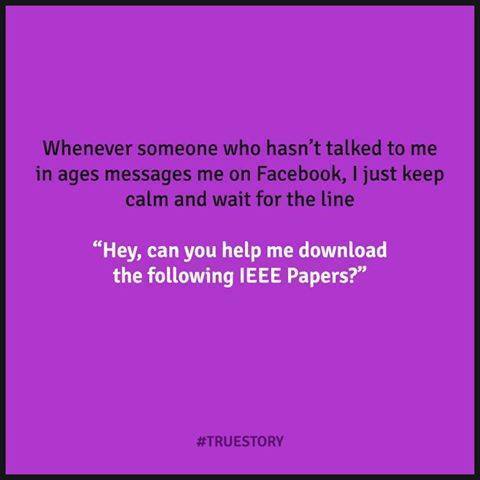 Whenever someone who hasn’t talked to me
in ages messages me on Facebook, I just keep
calm and wait for the line
“Hey, can you help me download
the following IEEE Papers?”
#TRUESTORY